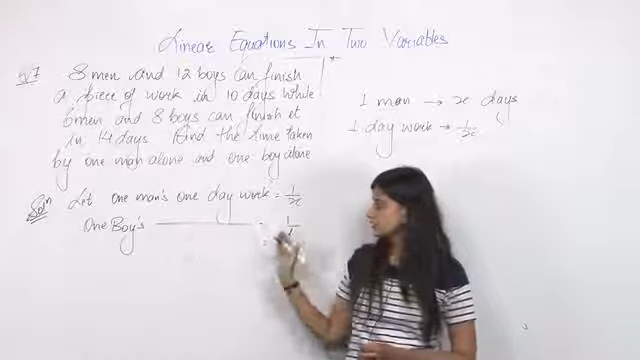 Linear Equations In Two Variables
Q7 8 men and 12 boys can finish
a piece of work in 10 days while
6 men and 8 boys can finish it
in 14 days Find the time taken
by one man alone and one boy alone
Soln Let one man's one day work = 1/x
One Boy's = 1/
1 man → x days
1 day work → 1/x